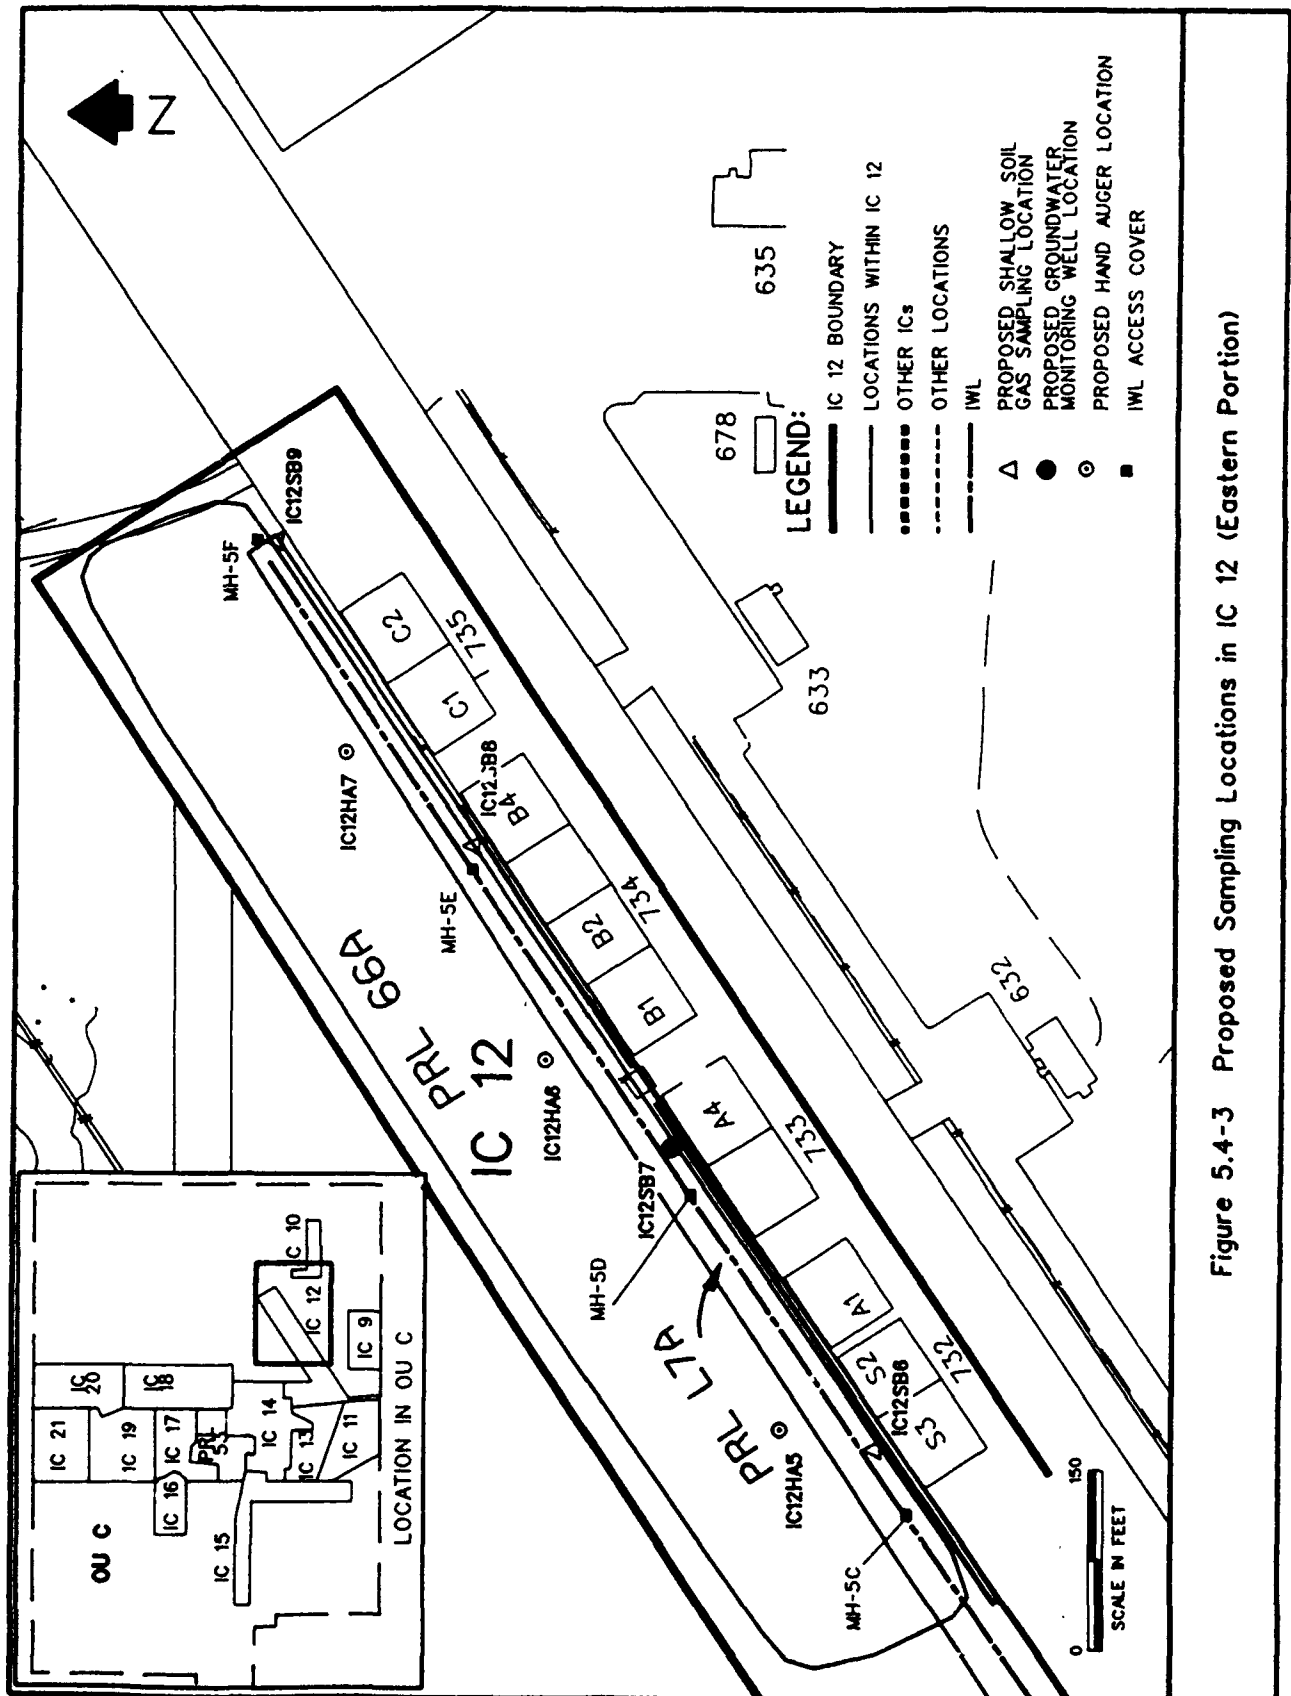 Z
IC 21
IC 20
IC 19
IC 18
IC 17
PRL 53
IC 16
OU C
IC 15
IC 14
IC 13
IC 11
IC 12
IC 10
IC 9
LOCATION IN OU C
MH-5F
IC12SB9
C2
735
C1
IC12HA7
B4
MH-5E
734
B2
B1
PRL 66A
IC 12
IC12HA6
A4
733
IC12SB7
MH-5D
A1
PRL L7A
S2
732
IC12SB6
S3
IC12HA5
MH-5C
635
678
633
632
LEGEND:
IC 12 BOUNDARY
LOCATIONS WITHIN IC 12
OTHER ICs
OTHER LOCATIONS
IWL
PROPOSED SHALLOW SOIL
GAS SAMPLING LOCATION
PROPOSED GROUNDWATER
MONITORING WELL LOCATION
PROPOSED HAND AUGER LOCATION
IWL ACCESS COVER
0
150
SCALE IN FEET
Figure 5.4-3 Proposed Sampling Locations in IC 12 (Eastern Portion)